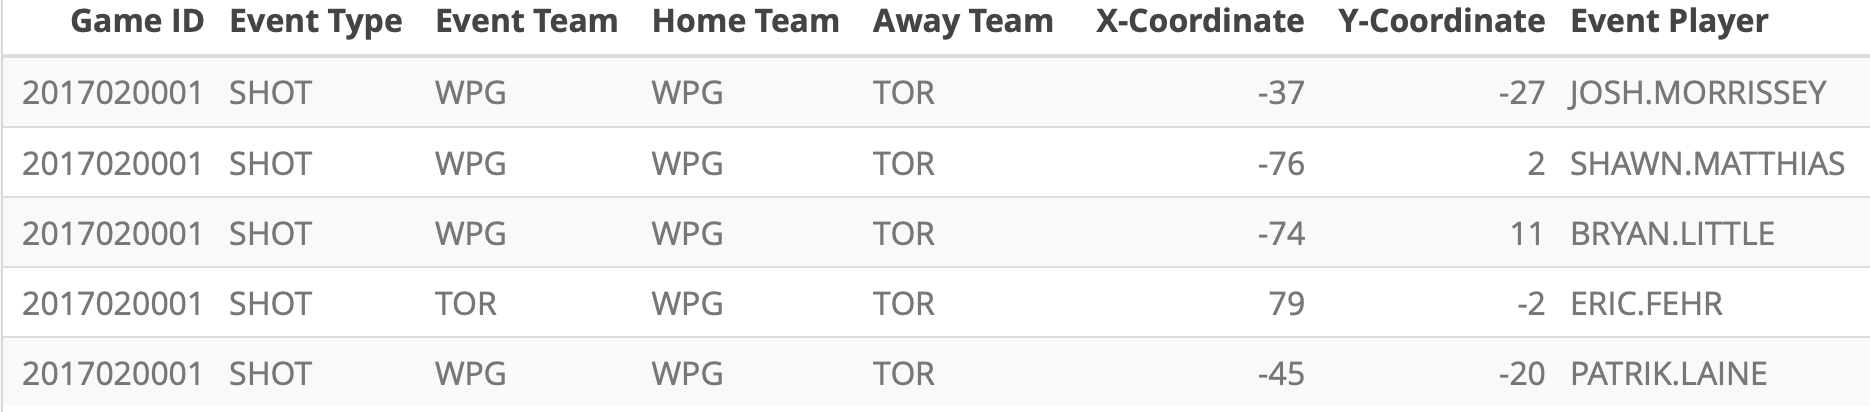 Game ID Event Type Event Team Home Team Away Team X-Coordinate Y-Coordinate Event Player
2017020001 SHOT WPG WPG TOR -37 -27 JOSH.MORRISSEY
2017020001 SHOT WPG WPG TOR -76 2 SHAWN.MATTHIAS
2017020001 SHOT WPG WPG TOR -74 11 BRYAN.LITTLE
2017020001 SHOT TOR WPG TOR 79 -2 ERIC.FEHR
2017020001 SHOT WPG WPG TOR -45 -20 PATRIK.LAINE